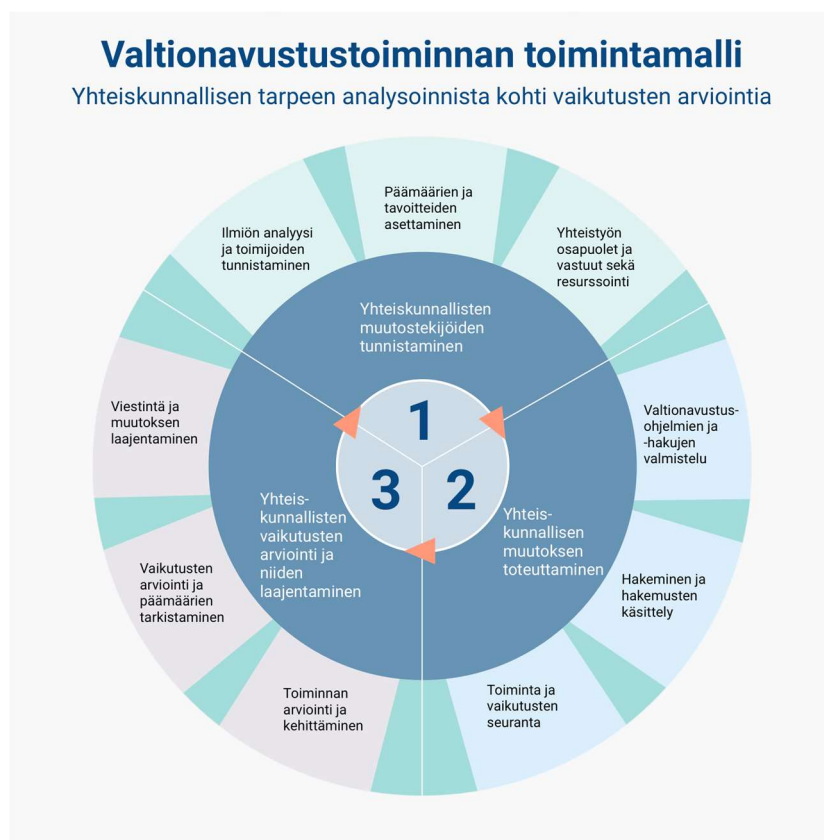 Valtionavustustoiminnan toimintamalli
Yhteiskunnallisen tarpeen analysoinnista kohti vaikutusten arviointia
Päämäärien ja
tavoitteiden
asettaminen
Ilmiön analyysi
ja toimijoiden
tunnistaminen
Yhteistyön
osapuolet ja
vastuut sekä
resurssointi
Yhteiskunnallisten
muutostekijöiden
tunnistaminen
1
Viestintä ja
muutoksen
laajentaminen
Valtionavustus-
ohjelmien ja
-hakujen
valmistelu
3
2
Yhteis-
kunnallisten
vaikutusten
arviointi ja
niiden
laajentaminen
Yhteis-
kunnallisen
muutoksen
toteuttaminen
Vaikutusten
arviointi ja
päämäärien
tarkistaminen
Hakeminen ja
hakemusten
käsittely
Toiminnan
arviointi ja
kehittäminen
Toiminta ja
vaikutusten
seuranta